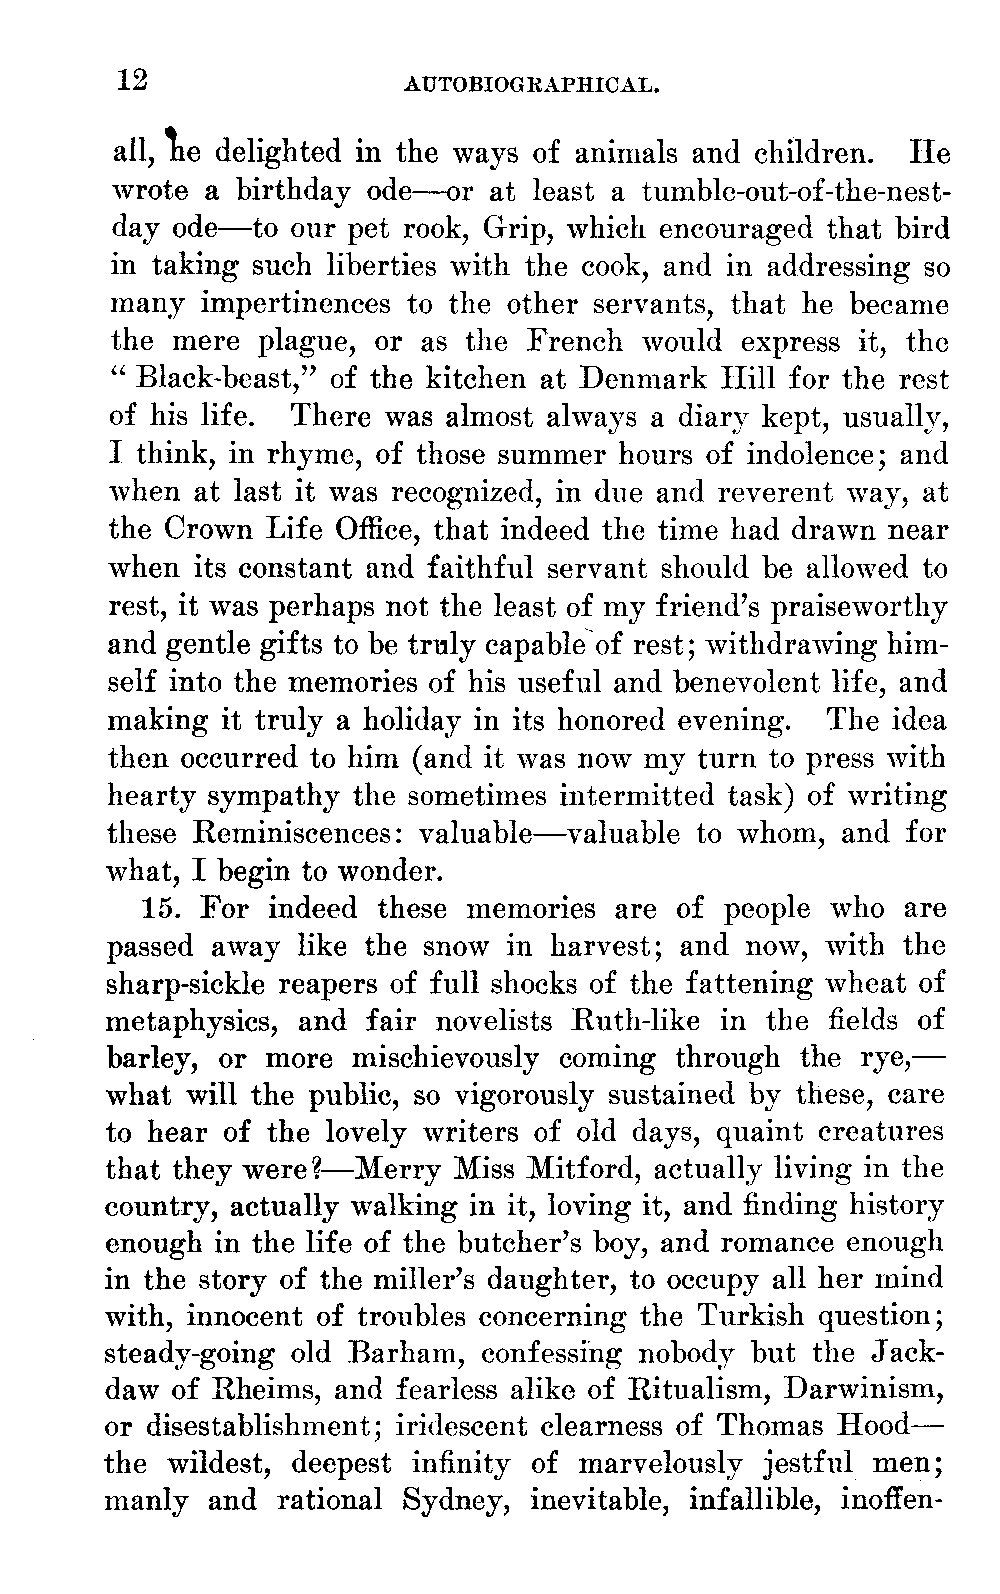 12 AUTOBIOGRAPHICAL.
all, he delighted in the ways of animals and children. He
wrote a birthday ode—or at least a tumble-out-of-the-nest-
day ode—to our pet rook, Grip, which encouraged that bird
in taking such liberties with the cook, and in addressing so
many impertinences to the other servants, that he became
the mere plague, or as the French would express it, the
“ Black-beast,” of the kitchen at Denmark Hill for the rest
of his life. There was almost always a diary kept, usually,
I think, in rhyme, of those summer hours of indolence; and
when at last it was recognized, in due and reverent way, at
the Crown Life Office, that indeed the time had drawn near
when its constant and faithful servant should be allowed to
rest, it was perhaps not the least of my friend’s praiseworthy
and gentle gifts to be truly capable of rest; withdrawing him-
self into the memories of his useful and benevolent life, and
making it truly a holiday in its honored evening. The idea
then occurred to him (and it was now my turn to press with
hearty sympathy the sometimes intermitted task) of writing
these Reminiscences: valuable—valuable to whom, and for
what, I begin to wonder.
15. For indeed these memories are of people who are
passed away like the snow in harvest; and now, with the
sharp-sickle reapers of full shocks of the fattening wheat of
metaphysics, and fair novelists Ruth-like in the fields of
barley, or more mischievously coming through the rye,—
what will the public, so vigorously sustained by these, care
to hear of the lovely writers of old days, quaint creatures
that they were?—Merry Miss Mitford, actually living in the
country, actually walking in it, loving it, and finding history
enough in the life of the butcher’s boy, and romance enough
in the story of the miller’s daughter, to occupy all her mind
with, innocent of troubles concerning the Turkish question;
steady-going old Barham, confessing nobody but the Jack-
daw of Rheims, and fearless alike of Ritualism, Darwinism,
or disestablishment; iridescent clearness of Thomas Hood—
the wildest, deepest infinity of marvelously jestful men;
manly and rational Sydney, inevitable, infallible, inoffen-